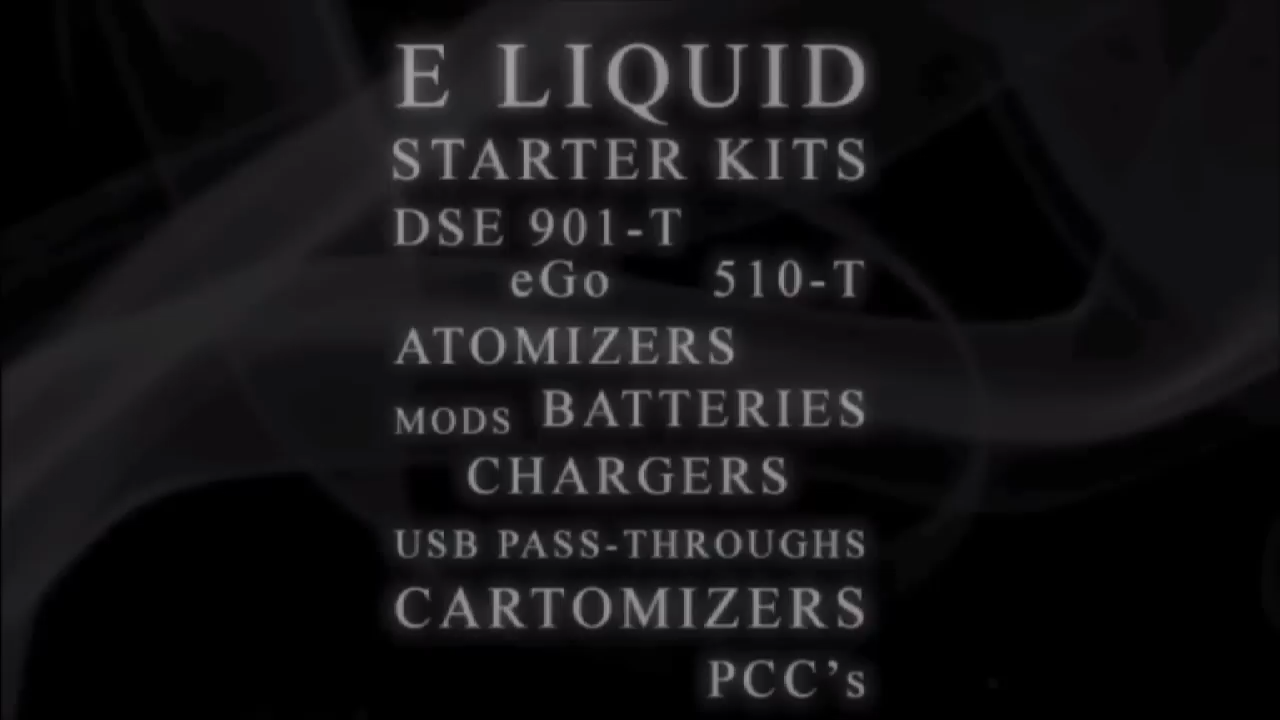 E LIQUID
STARTER KITS
DSE 901-T
eGo 510-T
ATOMIZERS
MODS BATTERIES
CHARGERS
USB PASS-THROUGHS
CARTOMIZERS
PCC's